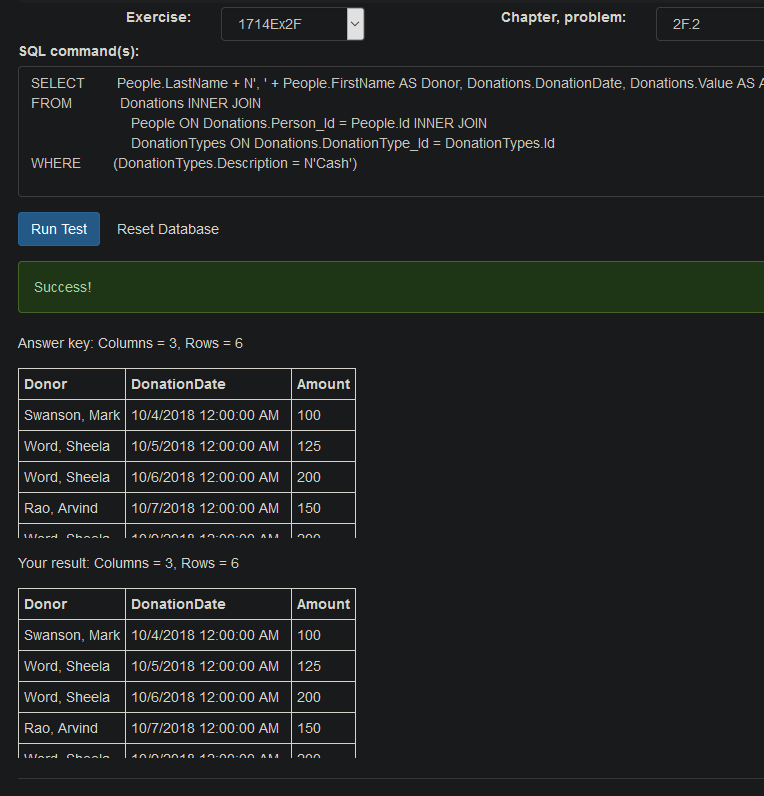 Exercise: 1714Ex2F Chapter, problem: 2F.2
SQL command(s):
SELECT People.LastName + N', ' + People.FirstName AS Donor, Donations.DonationDate, Donations.Value AS
FROM Donations INNER JOIN
People ON Donations.Person_Id = People.Id INNER JOIN
DonationTypes ON Donations.DonationType_Id = DonationTypes.Id
WHERE (DonationTypes.Description = N'Cash')
Run Test Reset Database
Success!
Answer key: Columns = 3, Rows = 6
Donor DonationDate Amount
Swanson, Mark 10/4/2018 12:00:00 AM 100
Word, Sheela 10/5/2018 12:00:00 AM 125
Word, Sheela 10/6/2018 12:00:00 AM 200
Rao, Arvind 10/7/2018 12:00:00 AM 150
Word, Sheela
Your result: Columns = 3, Rows = 6
Donor DonationDate Amount
Swanson, Mark 10/4/2018 12:00:00 AM 100
Word, Sheela 10/5/2018 12:00:00 AM 125
Word, Sheela 10/6/2018 12:00:00 AM 200
Rao, Arvind 10/7/2018 12:00:00 AM 150
Word, Sheela